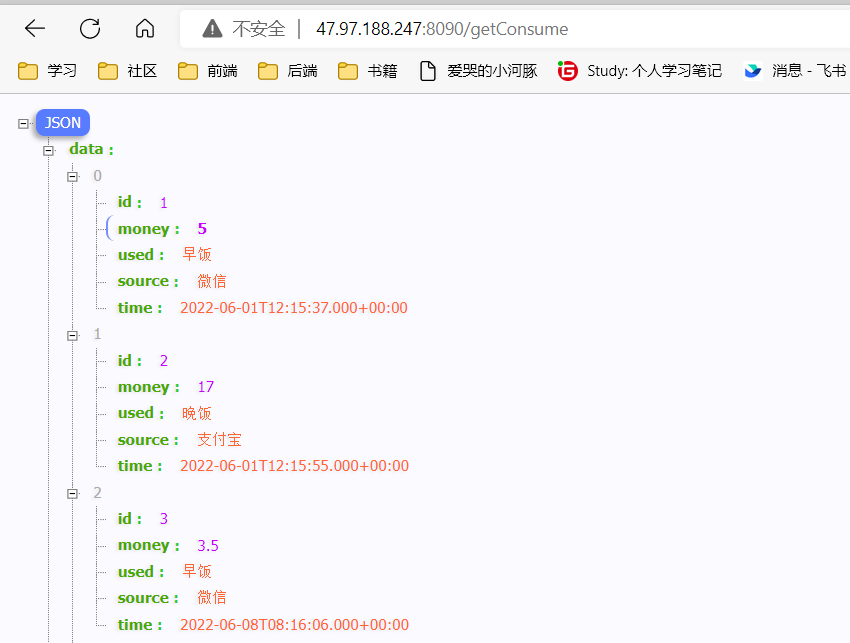 不安全 | 47.97.188.247:8090/getConsume
学习 社区 前端 后端 书籍 爱哭的小河豚 Study: 个人学习笔记 消息 - 飞书
JSON
data :
0
id : 1
money : 5
used : 早饭
source : 微信
time : 2022-06-01T12:15:37.000+00:00
1
id : 2
money : 17
used : 晚饭
source : 支付宝
time : 2022-06-01T12:15:55.000+00:00
2
id : 3
money : 3.5
used : 早饭
source : 微信
time : 2022-06-08T08:16:06.000+00:00